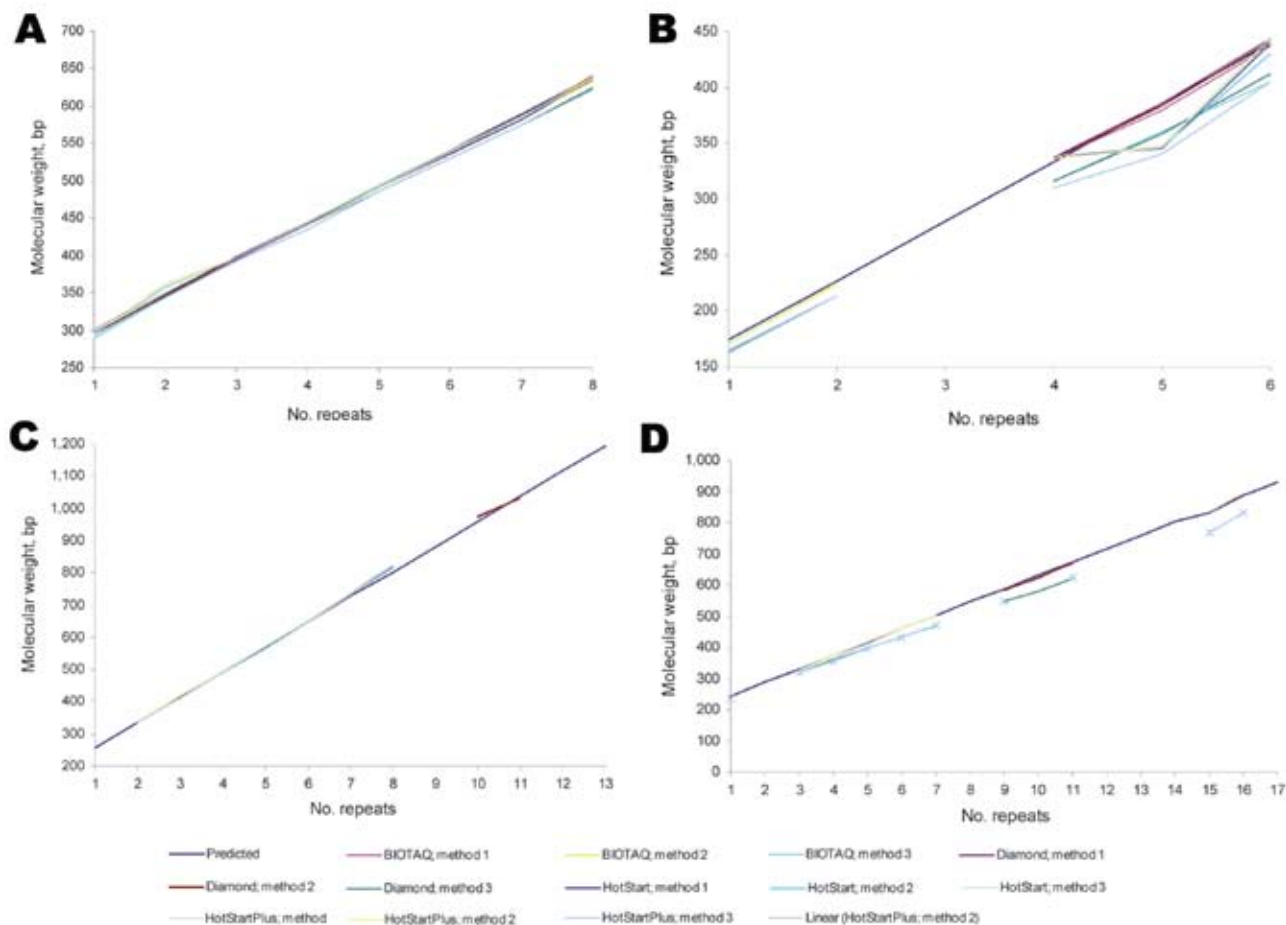 A
B
700
650
600
550
500
450
400
350
300
250
Molecular weight, bp
1 2 3 4 5 6 7 8
No. repeats
450
400
350
300
250
200
150
Molecular weight, bp
1 2 3 4 5 6
No. repeats
C
D
1,200
1,100
1,000
900
800
700
600
500
400
300
200
Molecular weight, bp
1 2 3 4 5 6 7 8 9 10 11 12 13
No. repeats
1,000
900
800
700
600
500
400
300
200
100
0
Molecular weight, bp
1 2 3 4 5 6 7 8 9 10 11 12 13 14 15 16 17
No. repeats
Predicted BIOTAQ; method 1 BIOTAQ; method 2 BIOTAQ; method 3 Diamond; method 1
Diamond; method 2 Diamond; method 3 HotStart; method 1 HotStart; method 2 HotStart; method 3
HotStartPlus; method HotStartPlus; method 2 HotStartPlus; method 3 Linear (HotStartPlus; method 2)